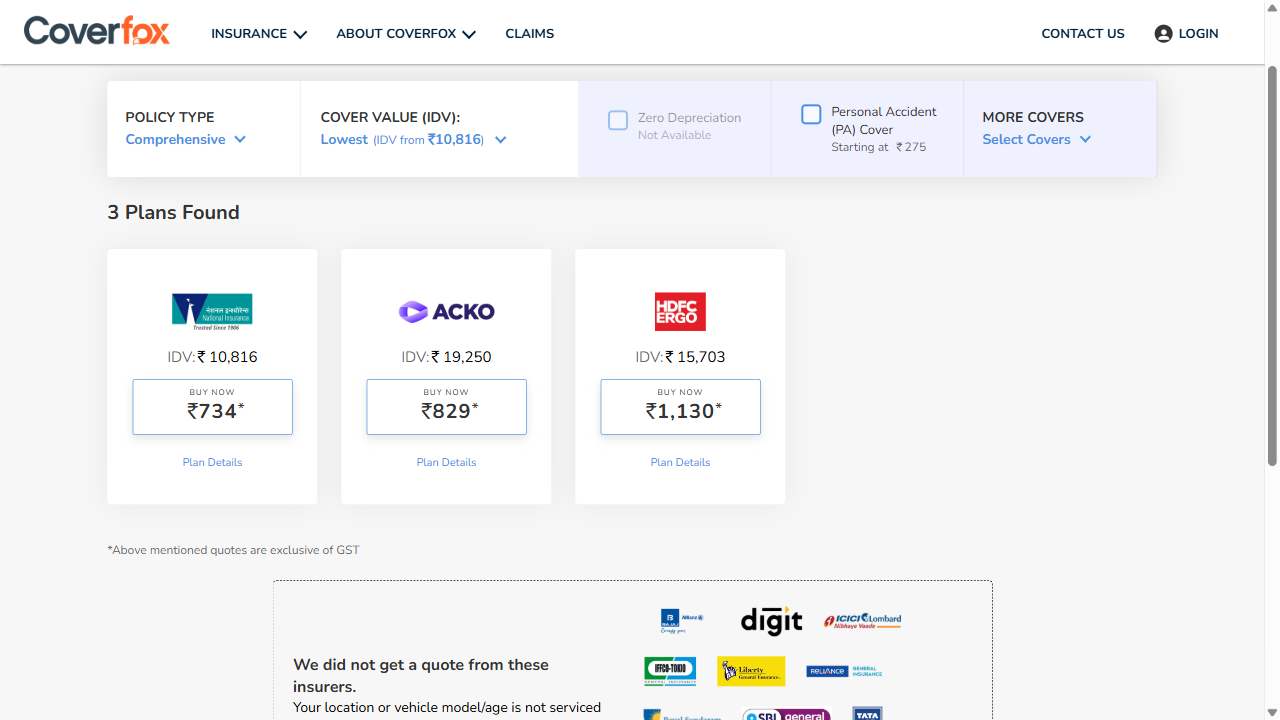 Coverfox
INSURANCE
ABOUT COVERFOX
CLAIMS
CONTACT US
LOGIN
POLICY TYPE
Comprehensive
COVER VALUE (IDV):
Lowest (IDV from ₹10,816)
Zero Depreciation
Not Available
Personal Accident
(PA) Cover
Starting at ₹ 275
MORE COVERS
Select Covers
3 Plans Found
नेशनल इन्श्योरेन्स
National Insurance
Trusted Since 1906
IDV: ₹ 10,816
BUY NOW
₹734*
Plan Details
ACKO
IDV: ₹ 19,250
BUY NOW
₹829*
Plan Details
HDFC
ERGO
IDV: ₹ 15,703
BUY NOW
₹1,130*
Plan Details
*Above mentioned quotes are exclusive of GST
We did not get a quote from these
insurers.
Your location or vehicle model/age is not serviced
BAJAJ Allianz
Caringly yours
digit
ICICI Lombard
Nibhaye Vaade
IFFCO-TOKIO
GENERAL INSURANCE
Liberty
General Insurance
RELIANCE GENERAL
INSURANCE
Royal Sundaram
SBI general
TATA